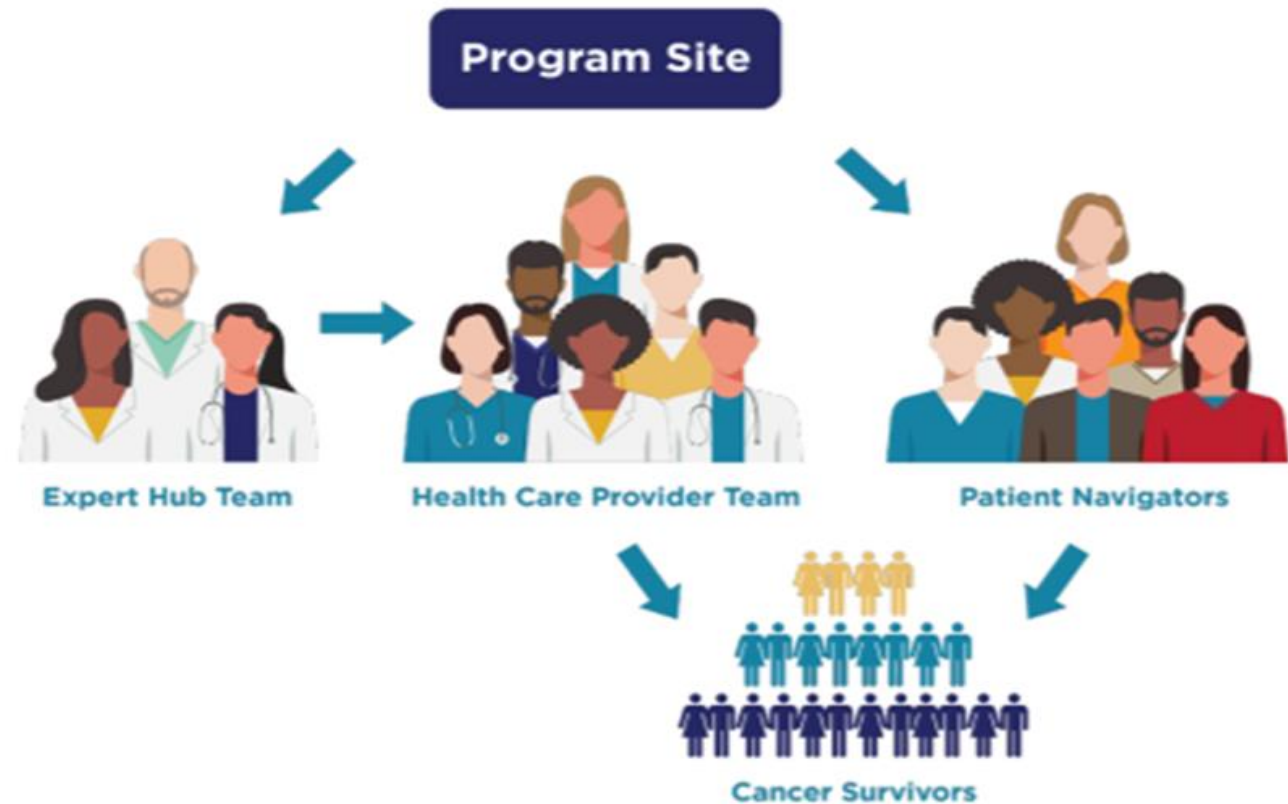 Program Site
Expert Hub Team
Health Care Provider Team
Patient Navigators
Cancer Survivors